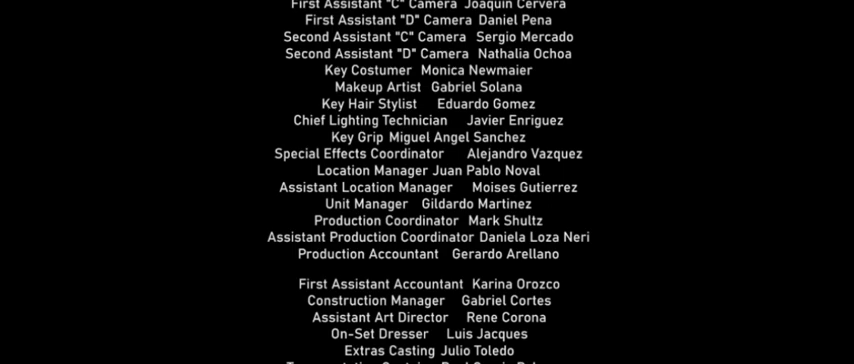 First Assistant "C" Camera Joaquin Cervera
First Assistant "D" Camera Daniel Pena
Second Assistant "C" Camera Sergio Mercado
Second Assistant "D" Camera Nathalia Ochoa
Key Costumer Monica Newmaier
Makeup Artist Gabriel Solana
Key Hair Stylist Eduardo Gomez
Chief Lighting Technician Javier Enriguez
Key Grip Miguel Angel Sanchez
Special Effects Coordinator Alejandro Vazquez
Location Manager Juan Pablo Noval
Assistant Location Manager Moises Gutierrez
Unit Manager Gildardo Martinez
Production Coordinator Mark Shultz
Assistant Production Coordinator Daniela Loza Neri
Production Accountant Gerardo Arellano
First Assistant Accountant Karina Orozco
Construction Manager Gabriel Cortes
Assistant Art Director Rene Corona
On-Set Dresser Luis Jacques
Extras Casting Julio Toledo